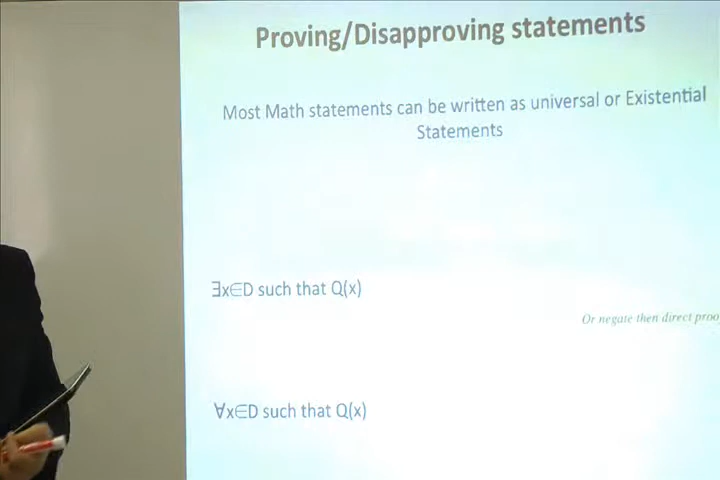 Proving/Disapproving statements
Most Math statements can be written as universal or Existential
Statements
∃x∈D such that Q(x)
Or negate then direct proo
∀x∈D such that Q(x)